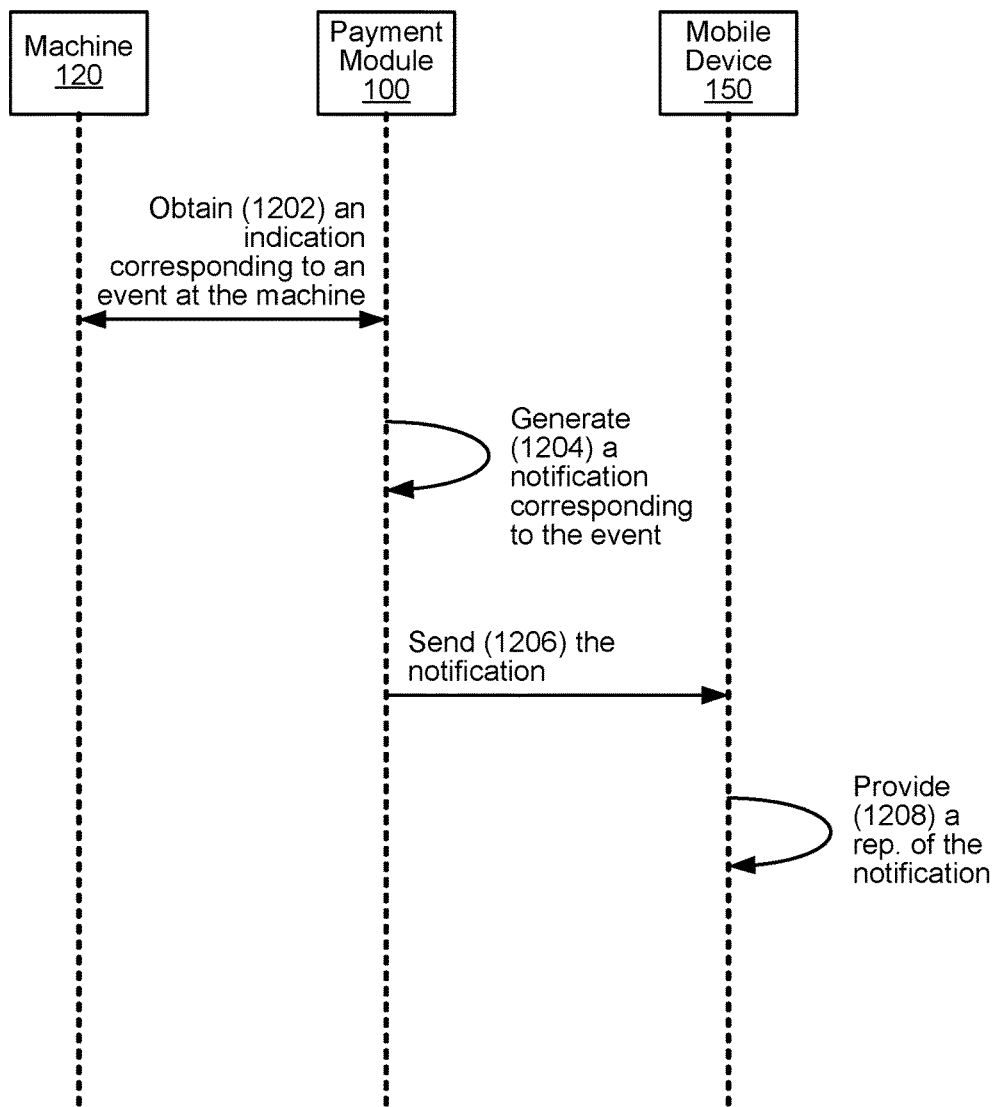 Machine
120
Payment
Module
100
Mobile
Device
150
Obtain (1202) an
indication
corresponding to an
event at the machine
Generate
(1204) a
notification
corresponding
to the event
Send (1206) the
notification
Provide
(1208) a
rep. of the
notification